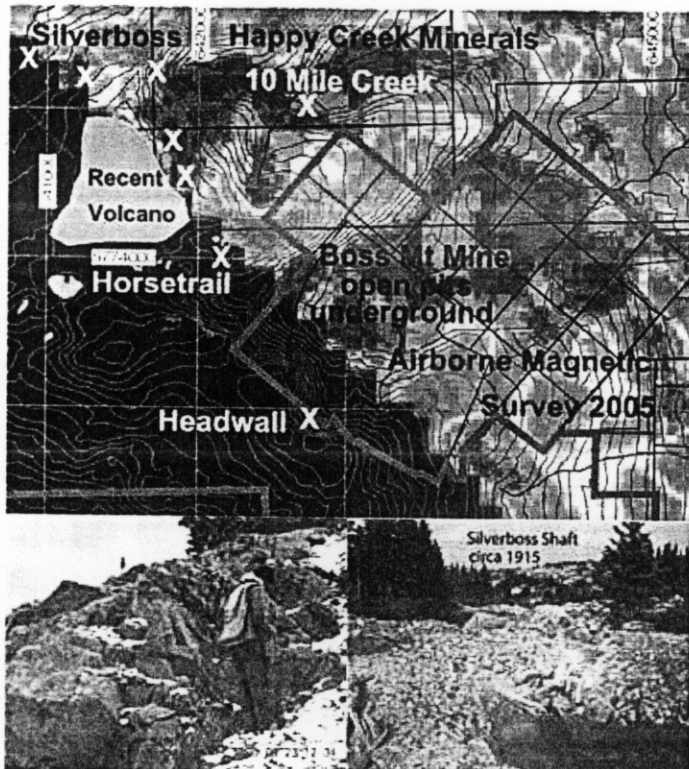 Silverboss
Happy Creek Minerals
10 Mile Creek
Recent
Volcano
Horsetrail
Boss Mt Mine
open pits
underground
Airborne Magnetic
Survey 2005
Headwall
Silverboss Shaft
circa 1915